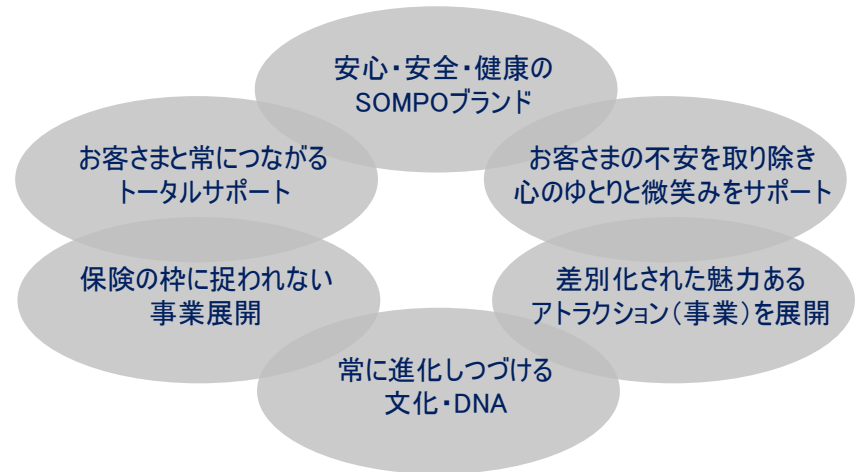 安心・安全・健康の
SOMPOブランド
お客さまと常につながる
トータルサポート
お客さまの不安を取り除き
心のゆとりと微笑みをサポート
保険の枠に捉われない
事業展開
差別化された魅力ある
アトラクション（事業）を展開
常に進化しつづける
文化・DNA